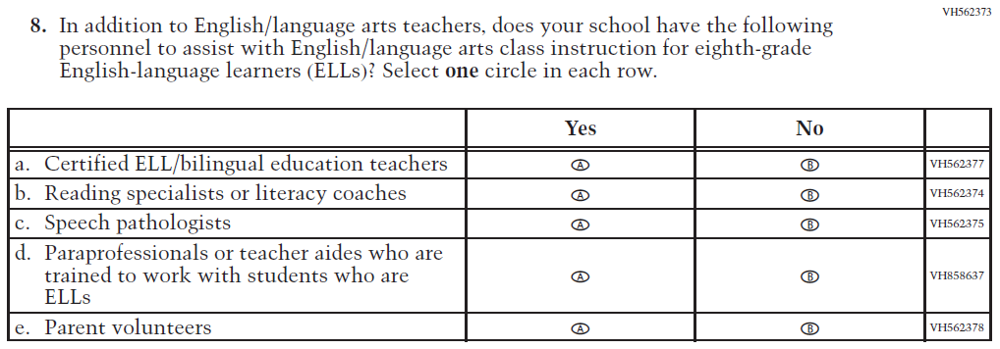 VH562373
8. In addition to English/language arts teachers, does your school have the following
personnel to assist with English/language arts class instruction for eighth-grade
English-language learners (ELLs)? Select one circle in each row.
Yes No
a. Certified ELL/bilingual education teachers A B VH562377
b. Reading specialists or literacy coaches A B VH562374
c. Speech pathologists A B VH562375
d. Paraprofessionals or teacher aides who are
trained to work with students who are A B VH858637
ELLs
e. Parent volunteers A B VH562378